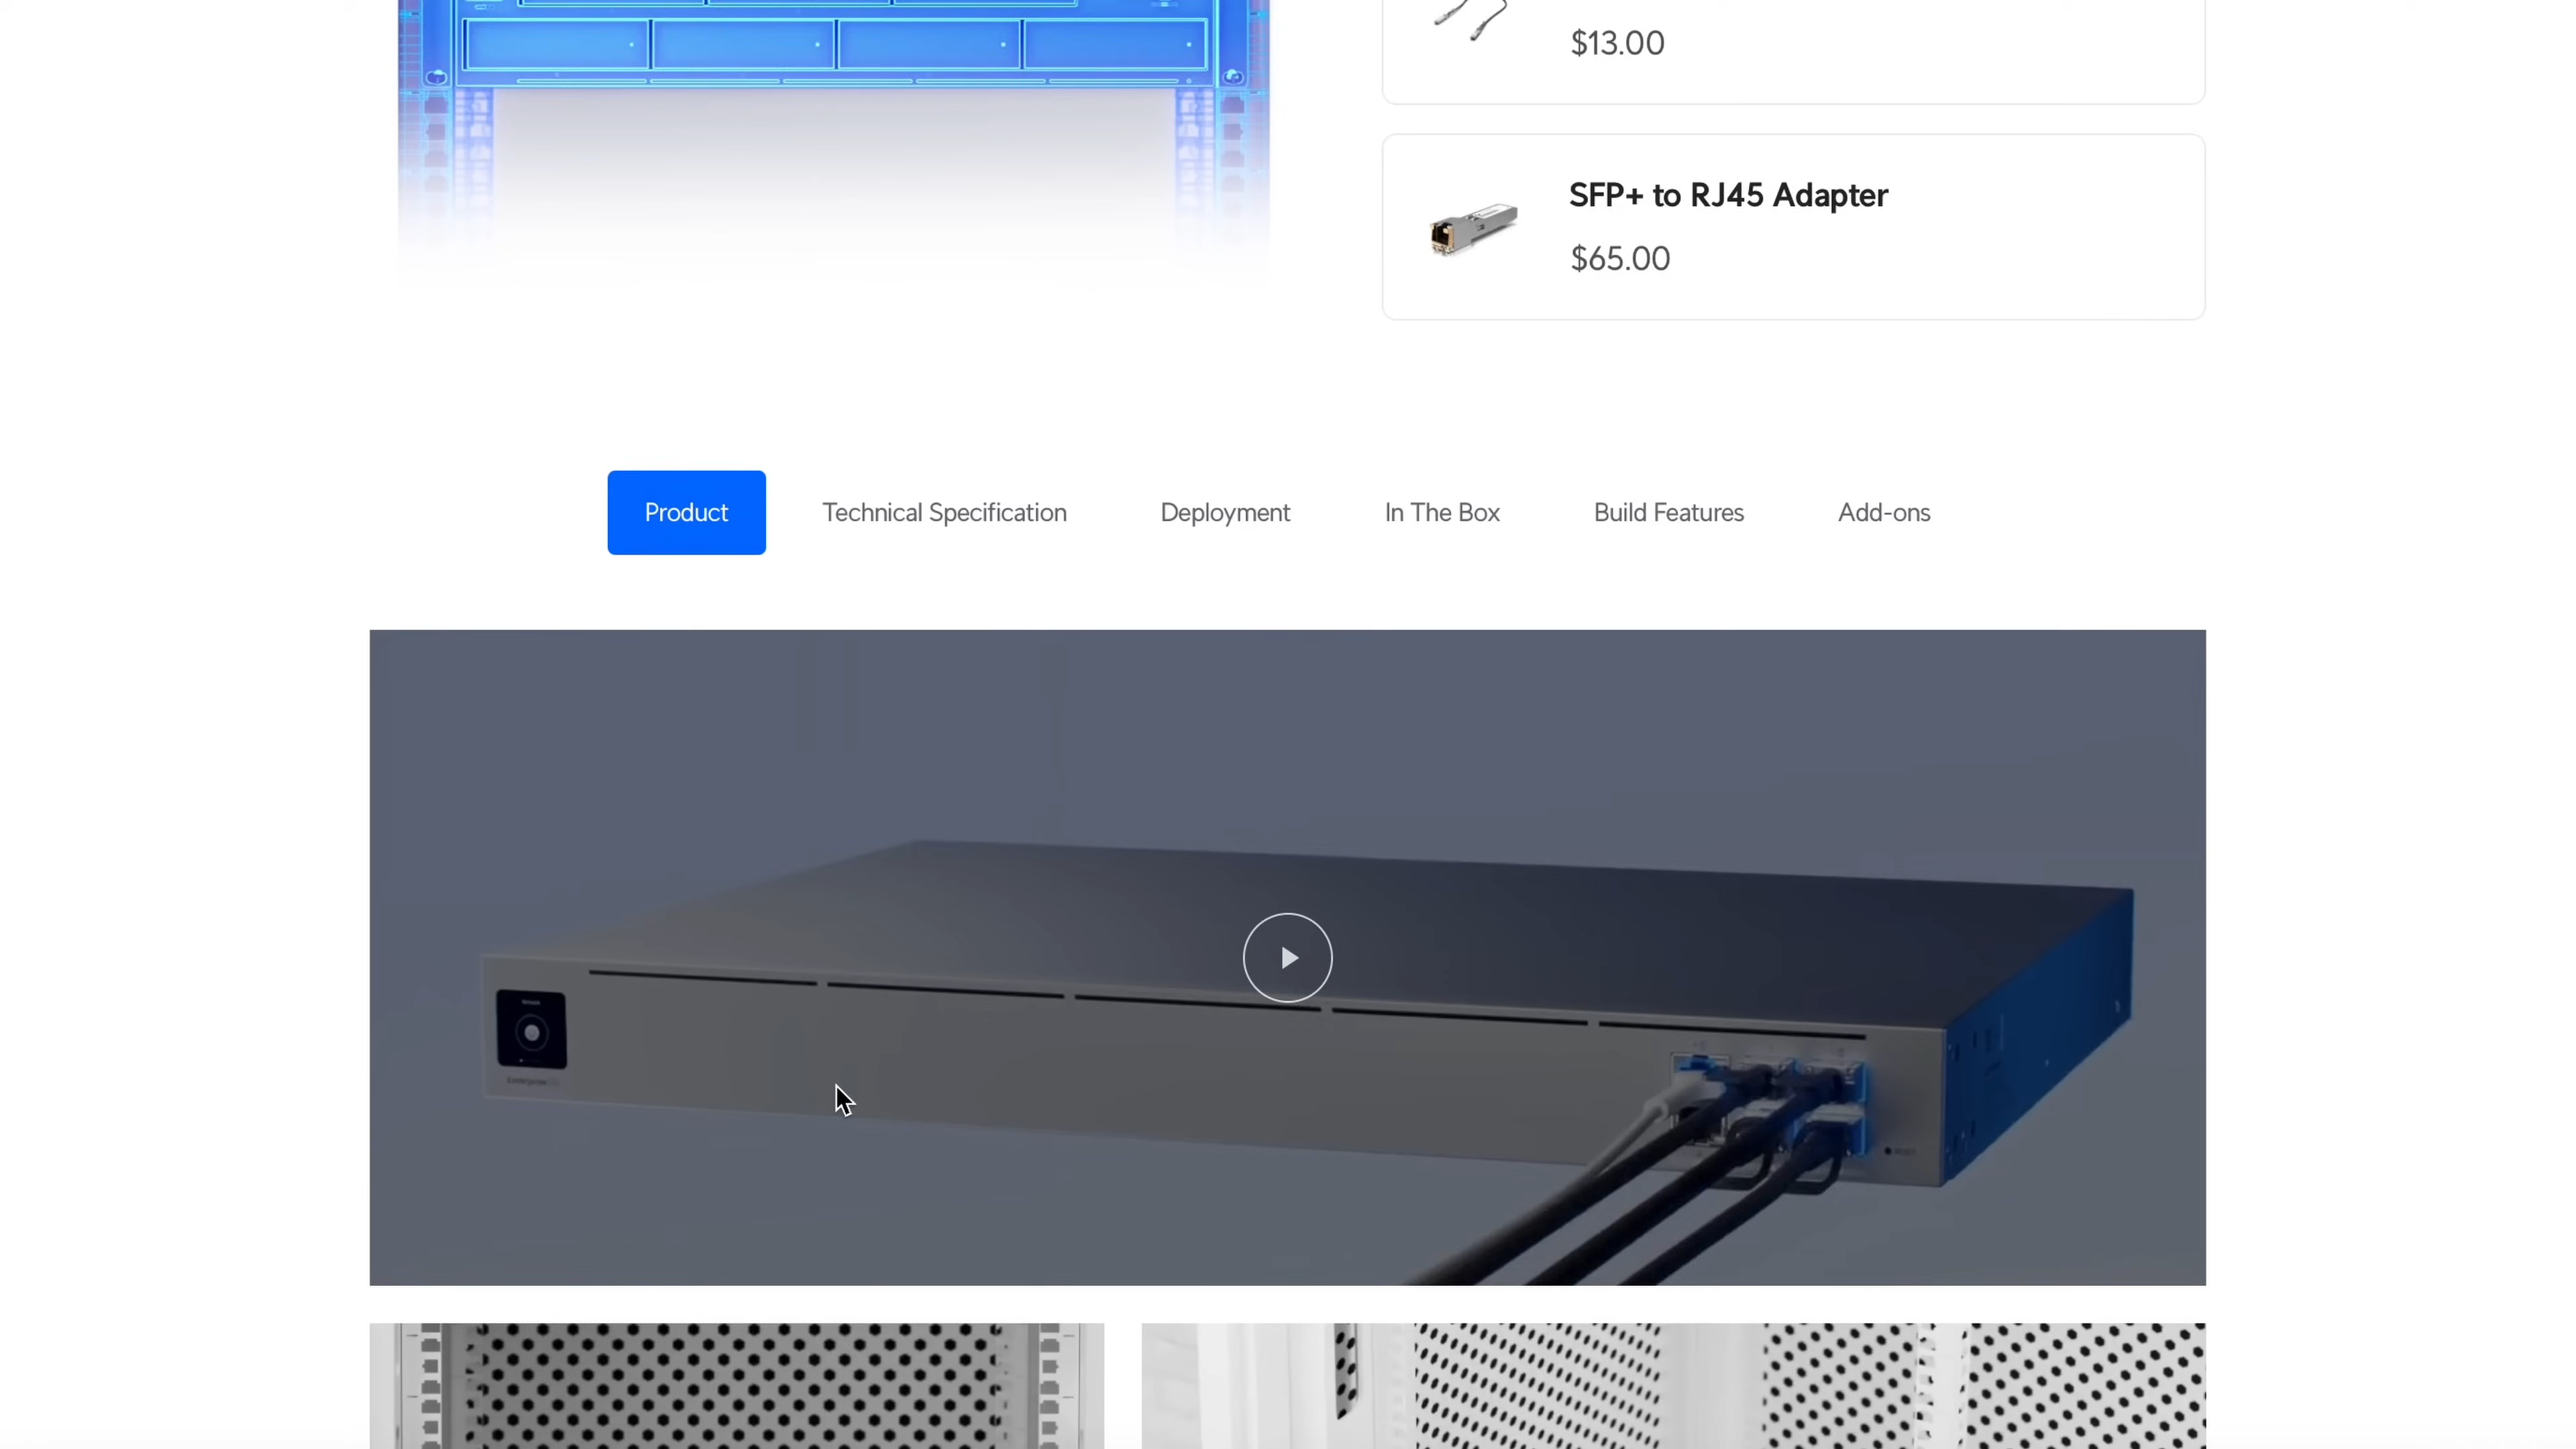 $13.00
SFP+ to RJ45 Adapter
$65.00
Product
Technical Specification
Deployment
In The Box
Build Features
Add-ons